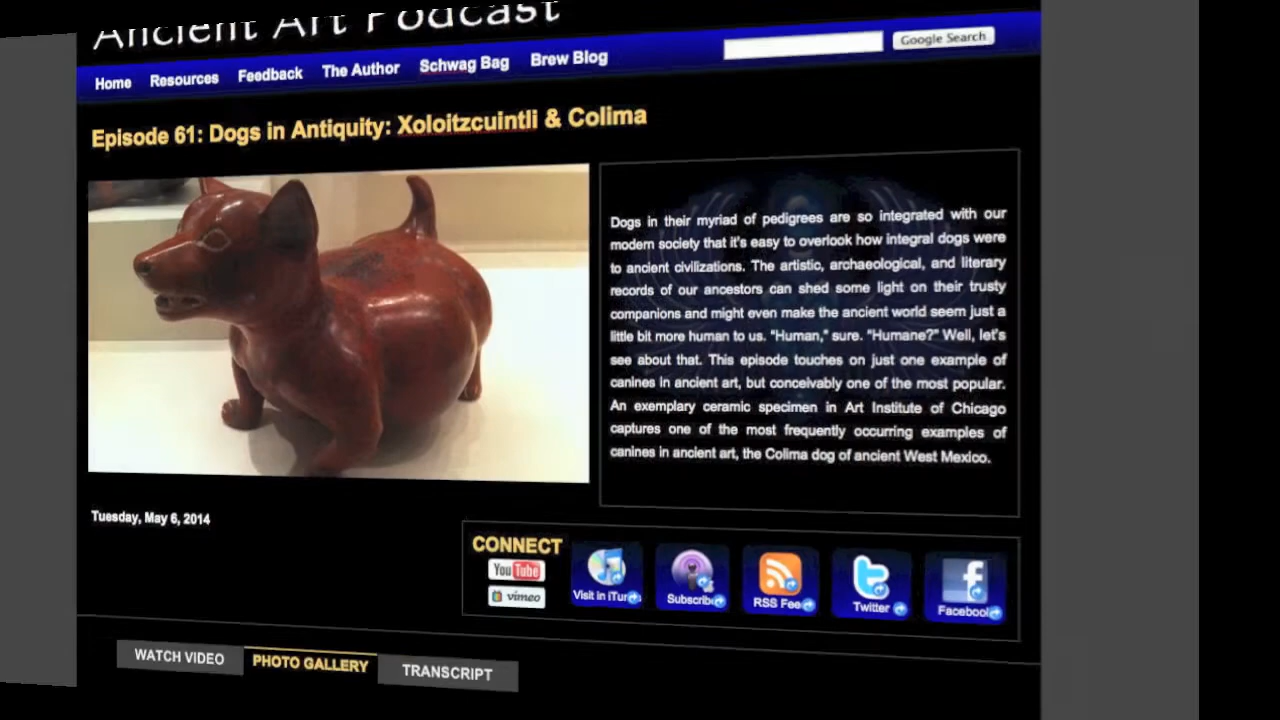 Ancient Art Podcast
Home Resources Feedback The Author Schwag Bag Brew Blog Google Search
Episode 61: Dogs in Antiquity: Xoloitzcuintli & Colima
Dogs in their myriad of pedigrees are so integrated with our
modern society that it's easy to overlook how integral dogs were
to ancient civilizations. The artistic, archaeological, and literary
records of our ancestors can shed some light on their trusty
companions and might even make the ancient world seem just a
little bit more human to us. "Human," sure. "Humane?" Well, let's
see about that. This episode touches on just one example of
canines in ancient art, but conceivably one of the most popular.
An exemplary ceramic specimen in Art Institute of Chicago
captures one of the most frequently occurring examples of
canines in ancient art, the Colima dog of ancient West Mexico.
Tuesday, May 6, 2014
CONNECT
You Tube
vimeo
Visit in iTunes
Subscribe
RSS Feed
Twitter
Facebook
WATCH VIDEO PHOTO GALLERY TRANSCRIPT